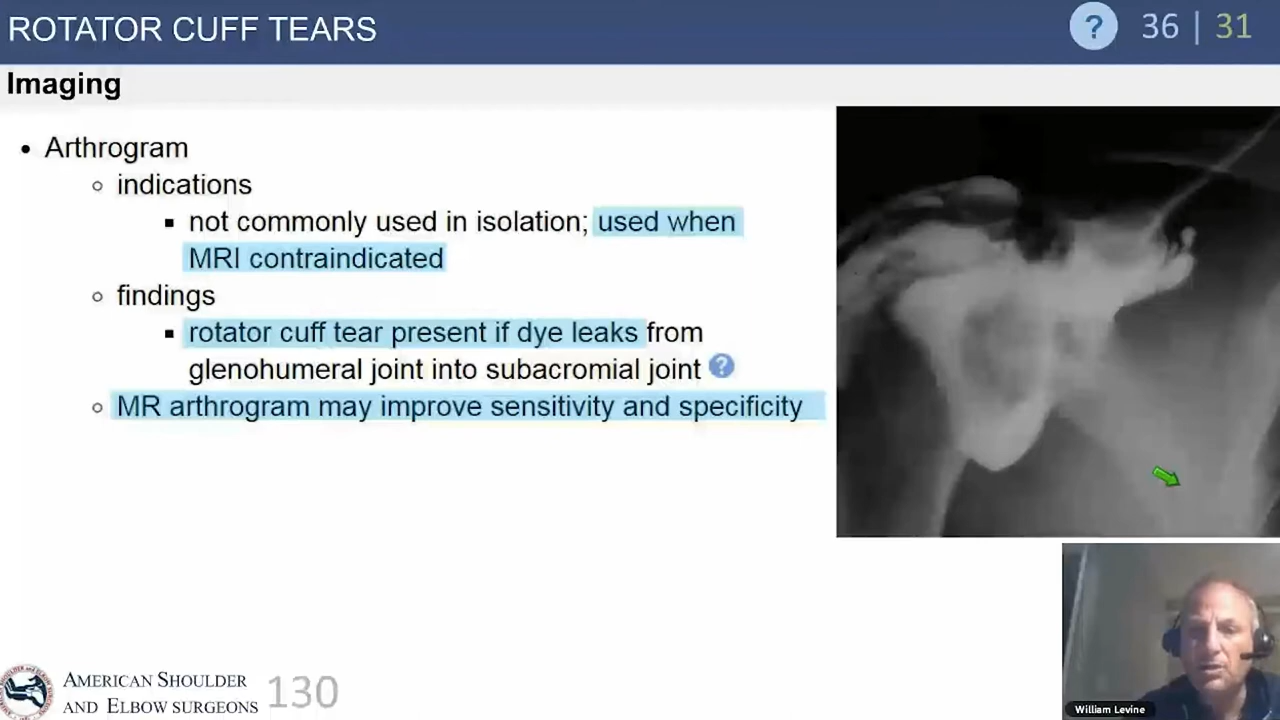 ROTATOR CUFF TEARS
? 36 | 31
Imaging
• Arthrogram
○ indications
▪ not commonly used in isolation; used when
MRI contraindicated
○ findings
▪ rotator cuff tear present if dye leaks from
glenohumeral joint into subacromial joint ?
○ MR arthrogram may improve sensitivity and specificity
AMERICAN SHOULDER
AND ELBOW SURGEONS
130
William Levine